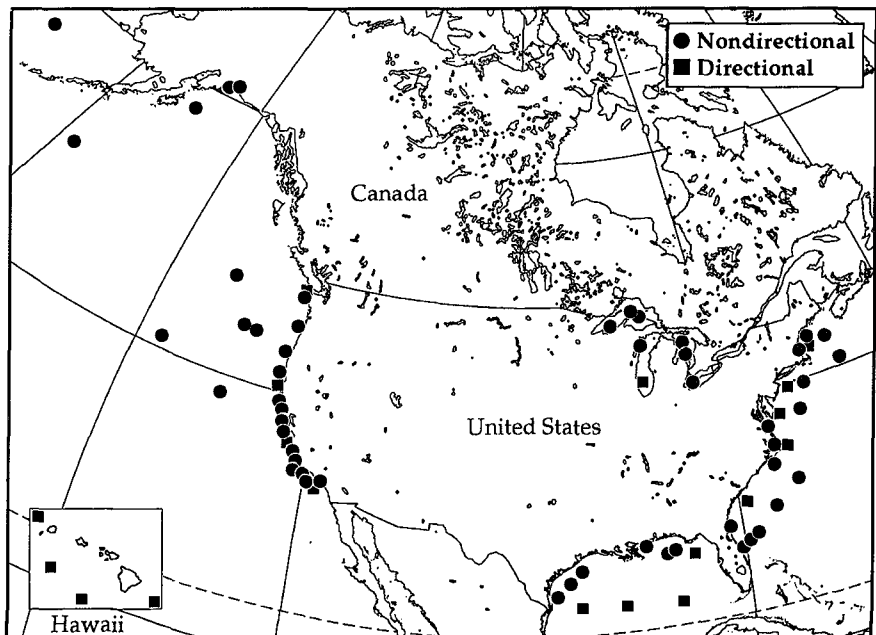 Nondirectional
Directional
Canada
United States
Hawaii